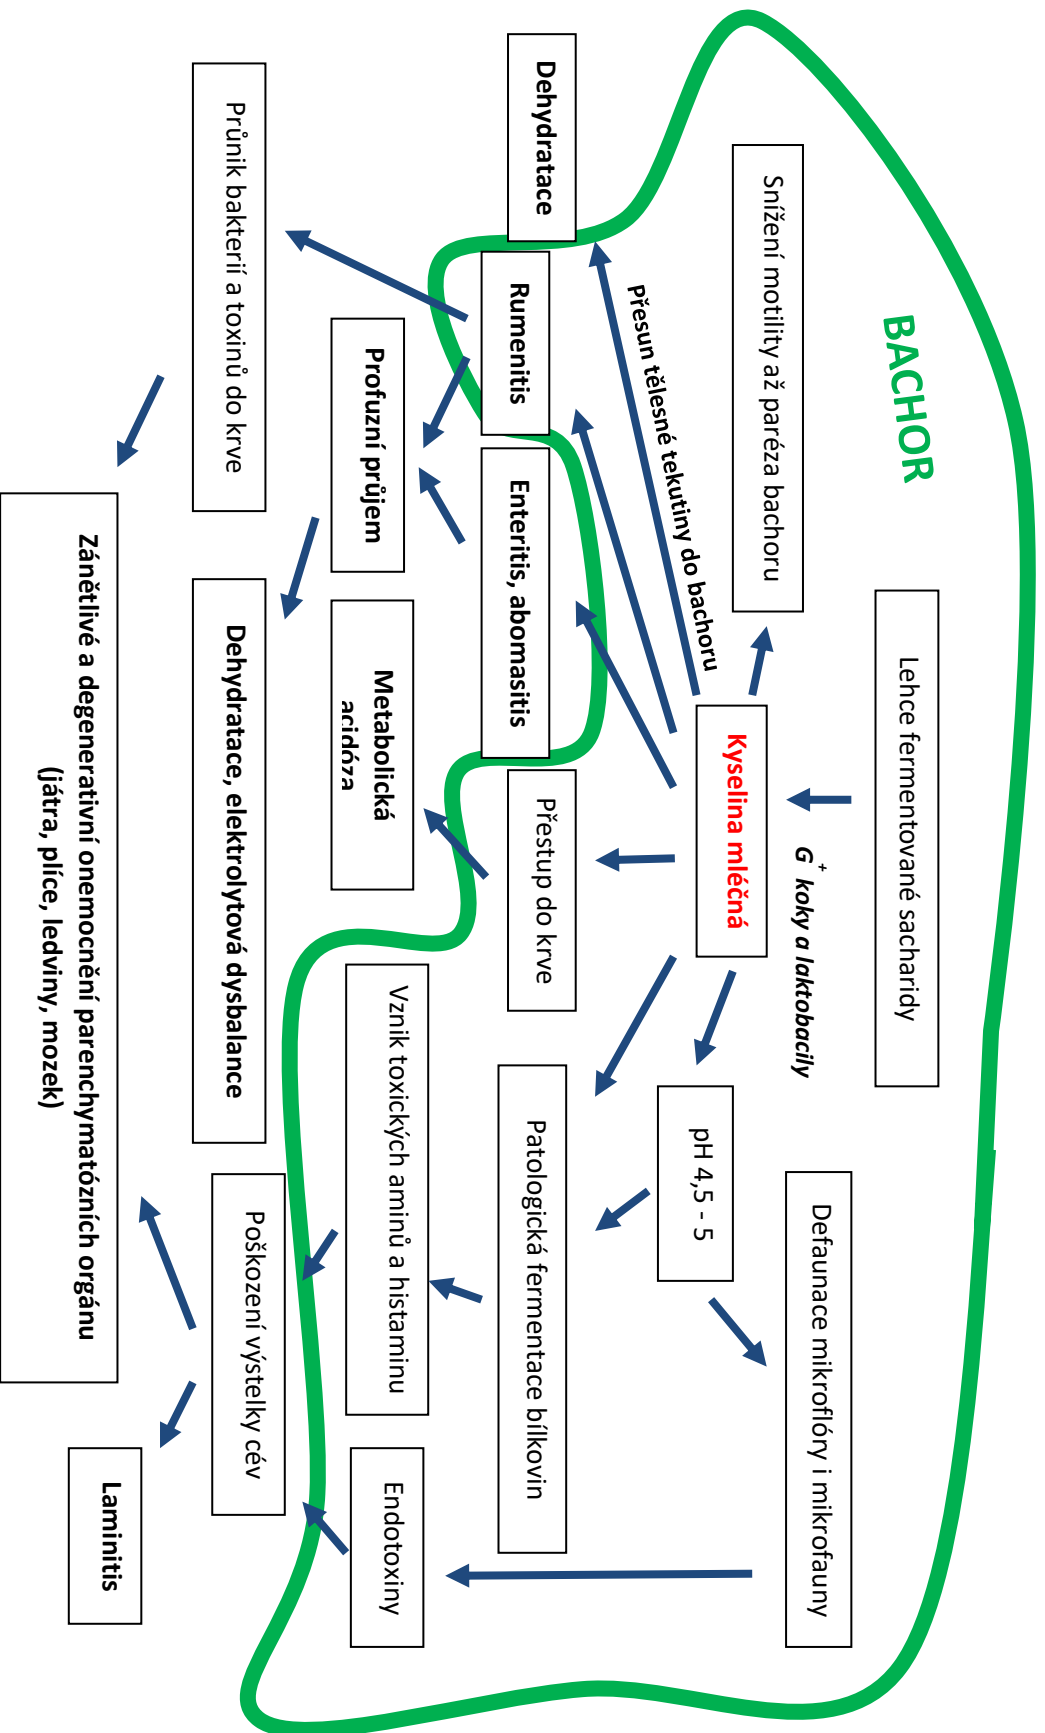 BACHOR
Lehce fermentované sacharidy
G+ koky a laktobacily
Snížení motility až paréza bachoru
Kyselina mléčná
Defaunace mikroflóry i mikrofauny
pH 4,5 - 5
Přesun tělesné tekutiny do bachoru
Dehydratace
Rumenitis
Enteritis, abomasitis
Přestup do krve
Patologická fermentace bílkovin
Profuzní průjem
Metabolická
acidóza
Vznik toxických aminů a histaminu
Endotoxiny
Průnik bakterií a toxinů do krve
Dehydratace, elektrolytová dysbalance
Poškození výstelky cév
Zánětlivé a degenerativní onemocnění parenchymatózních orgánu
(játra, plíce, ledviny, mozek)
Laminitis